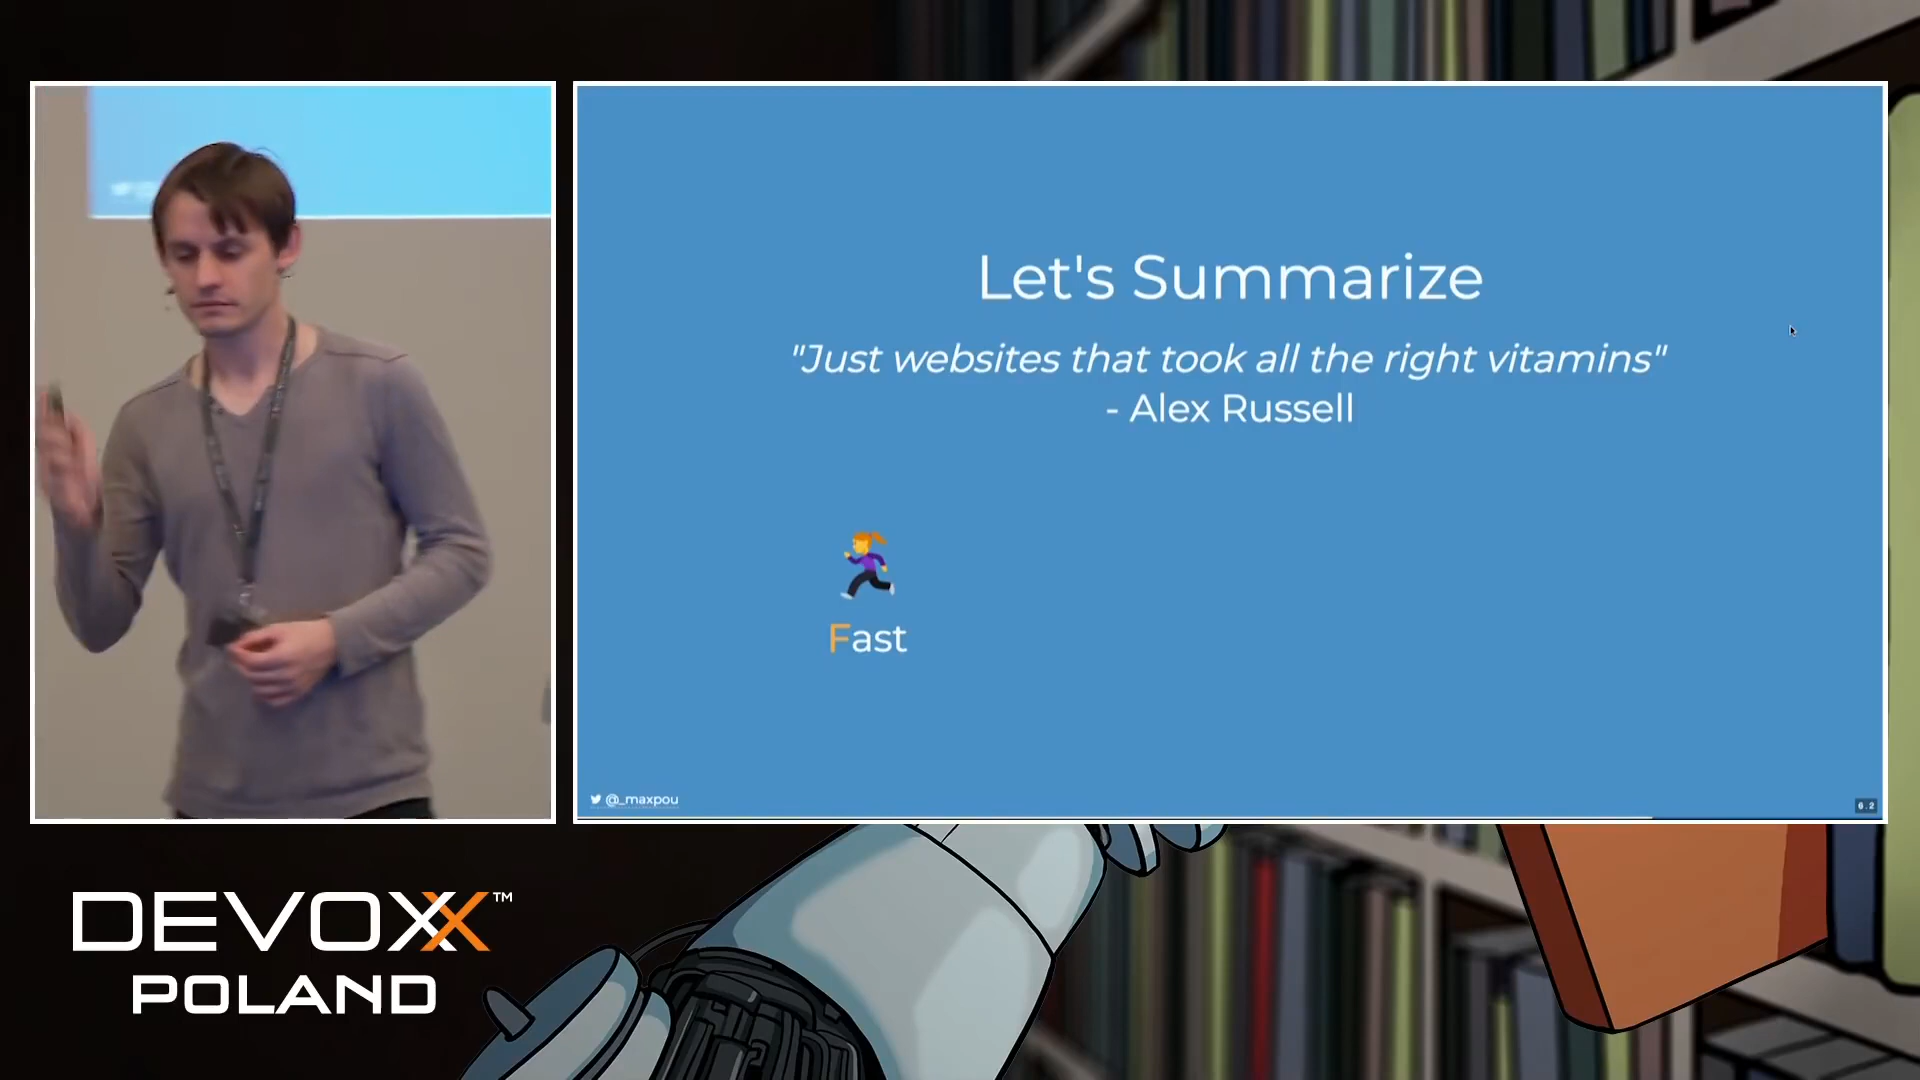 Let's Summarize
"Just websites that took all the right vitamins"
- Alex Russell
Fast
@_maxpou
6.2
DEVOXX™
POLAND